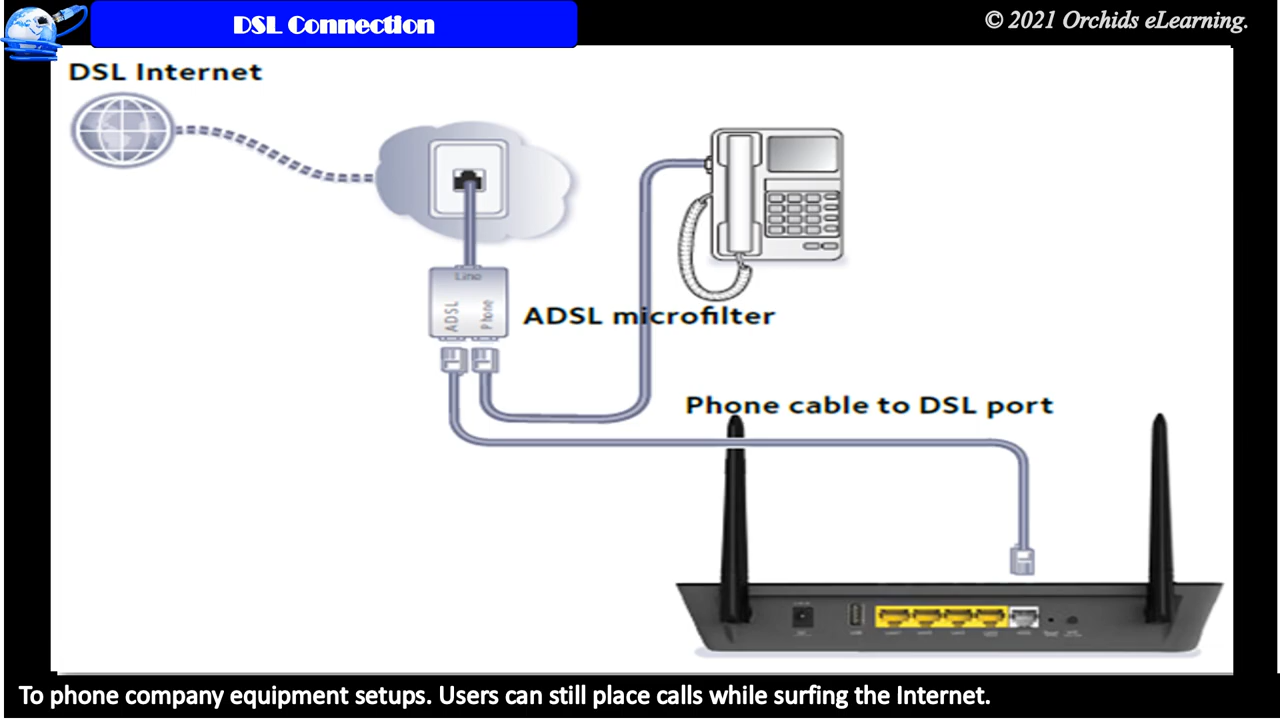 DSL Connection
© 2021 Orchids eLearning.
DSL Internet
Line
ADSL
Phone
ADSL microfilter
Phone cable to DSL port
To phone company equipment setups. Users can still place calls while surfing the Internet.